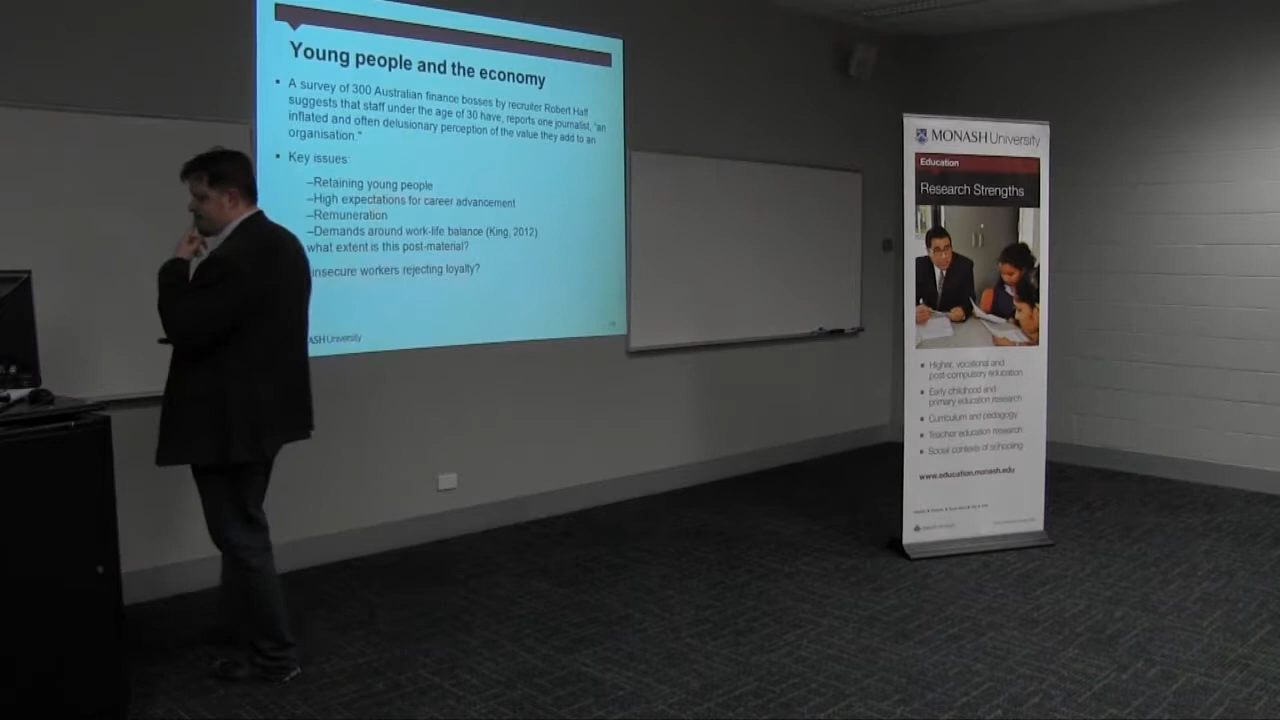 Young people and the economy
• A survey of 300 Australian finance bosses by recruiter Robert Half
suggests that staff under the age of 30 have, reports one journalist, "an
inflated and often delusionary perception of the value they add to an
organisation."
• Key issues:
–Retaining young people
–High expectations for career advancement
–Remuneration
–Demands around work-life balance (King, 2012)
what extent is this post-material?
insecure workers rejecting loyalty?
University
MONASH University
Education
Research Strengths
• Higher, vocational and
post-compulsory education
• Early childhood and
primary education research
• Curriculum and pedagogy
• Teacher education research
• Social contexts of schooling
www.education.monash.edu